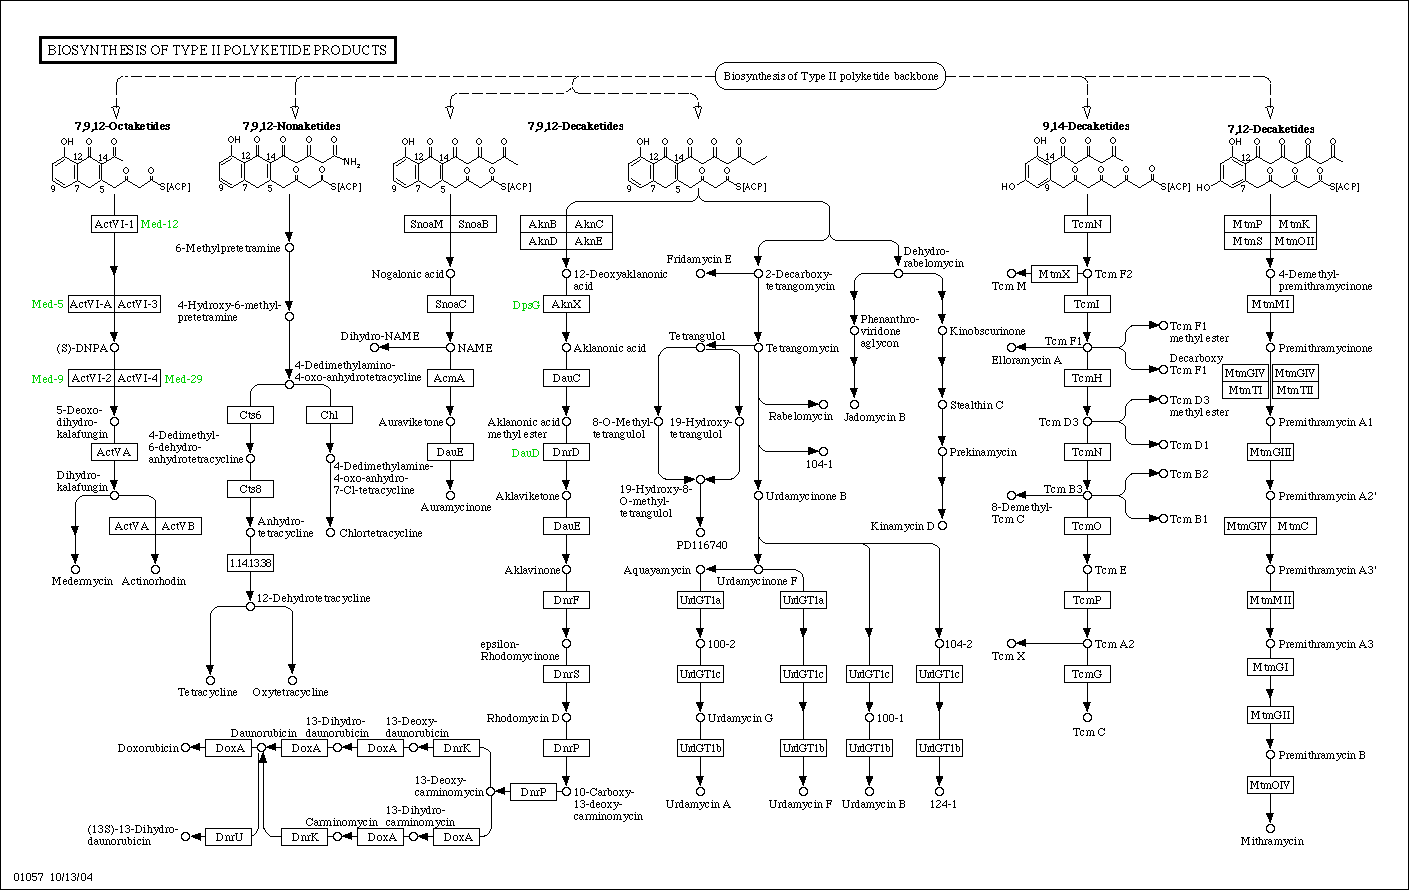 BIOSYNTHESIS OF TYPE II POLYKETIDE PRODUCTS
Biosynthesis of Type II polyketide backbone
7,9,12-Octaketides
OH O O
12 14
O O
9 7 5 S[ACP]
ActVI-1 Med-12
Med-5 ActVI-A ActVI-3
(S)-DNPA
Med-9 ActVI-2 ActVI-4 Med-29
5-Deoxo-
dihydro-
kalafungin
ActVA
Dihydro-
kalafungin
ActVA ActVB
Medermycin
Actinorhodin
7,9,12-Nonaketides
OH O O O O
12 14 NH2
O O
9 7 5 S[ACP]
6-Methylpretetramine
4-Hydroxy-6-methyl-
pretetramine
4-Dedimethylamino-
4-oxo-anhydrotetracycline
Cts6
Chl
4-Dedimethyl-
6-dehydro-
anhydrotetracycline
4-Dedimethylamine-
4-oxo-anhydro-
7-Cl-tetracycline
Cts8
Anhydro-
tetracycline
Chlortetracycline
1.14.13.38
12-Dehydrotetracycline
Tetracycline
Oxytetracycline
7,9,12-Decaketides
OH O O O O
12 14
O O
9 7 5 S[ACP]
SnoaM SnoaB
Nogalonic acid
SnoaC
Dihydro-NAME
NAME
AcmA
Auraviketone
DauE
Auramycinone
OH O O O O
12 14
O O
9 7 5 S[ACP]
AknB AknC
AknD AknE
12-Deoxyaklanonic
acid
DpsG AknX
Aklanonic acid
DauC
Aklanonic acid
methyl ester
DauD DnrD
Aklaviketone
DauE
Aklavinone
DnrF
epsilon-
Rhodomycinone
DnrS
Rhodomycin D
DnrP
10-Carboxy-
13-deoxy-
carminomycin
DnrP
13-Deoxy-
carminomycin
DnrK
13-Deoxy-
daunorubicin
DoxA
13-Dihydro-
daunorubicin
DoxA
Daunorubicin
DoxA
Doxorubicin
DoxA
13-Dihydro-
carminomycin
DoxA
Carminomycin
DnrK
DnrU
(13S)-13-Dihydro-
daunorubicin
Fridamycin E
2-Decarboxy-
tetrangomycin
Dehydro-
rabelomycin
Tetrangulol
Tetrangomycin
Phenanthro-
viridone
aglycon
Kinobscurinone
8-O-Methyl-
tetrangulol
19-Hydroxy-
tetrangulol
Rabelomycin
Jadomycin B
Stealthin C
104-1
Prekinamycin
19-Hydroxy-8-
O-methyl-
tetrangulol
Urdamycinone B
Kinamycin D
PD116740
Aquayamycin
Urdamycinone F
UrdGT1a UrdGT1a
100-2
104-2
UrdGT1c UrdGT1c UrdGT1c UrdGT1c
Urdamycin G
100-1
UrdGT1b UrdGT1b UrdGT1b UrdGT1b
Urdamycin A
Urdamycin F
Urdamycin B
124-1
9,14-Decaketides
OH O O O
14
O O O
HO 9 S[ACP]
TcmN
Tcm M
MtmX
Tcm F2
TcmI
Tcm F1
Elloramycin A
Tcm F1
methyl ester
Decarboxy
Tcm F1
TcmH
Tcm D3
Tcm D3
methyl ester
Tcm D1
TcmN
Tcm B3
8-Demethyl-
Tcm C
Tcm B2
Tcm B1
TcmO
Tcm E
TcmP
Tcm X
Tcm A2
TcmG
Tcm C
7,12-Decaketides
OH O O O O
12
O O O
HO 7 S[ACP]
MtmP MtmK
MtmS MtmOII
4-Demethyl-
premithramycinone
MtmMI
Premithramycinone
MtmGIV MtmGIV
MtmTI MtmTII
Premithramycin A1
MtmGIII
Premithramycin A2'
MtmGIV MtmC
Premithramycin A3'
MtmMII
Premithramycin A3
MtmGI
MtmGII
Premithramycin B
MtmOIV
Mithramycin
01057 10/13/04